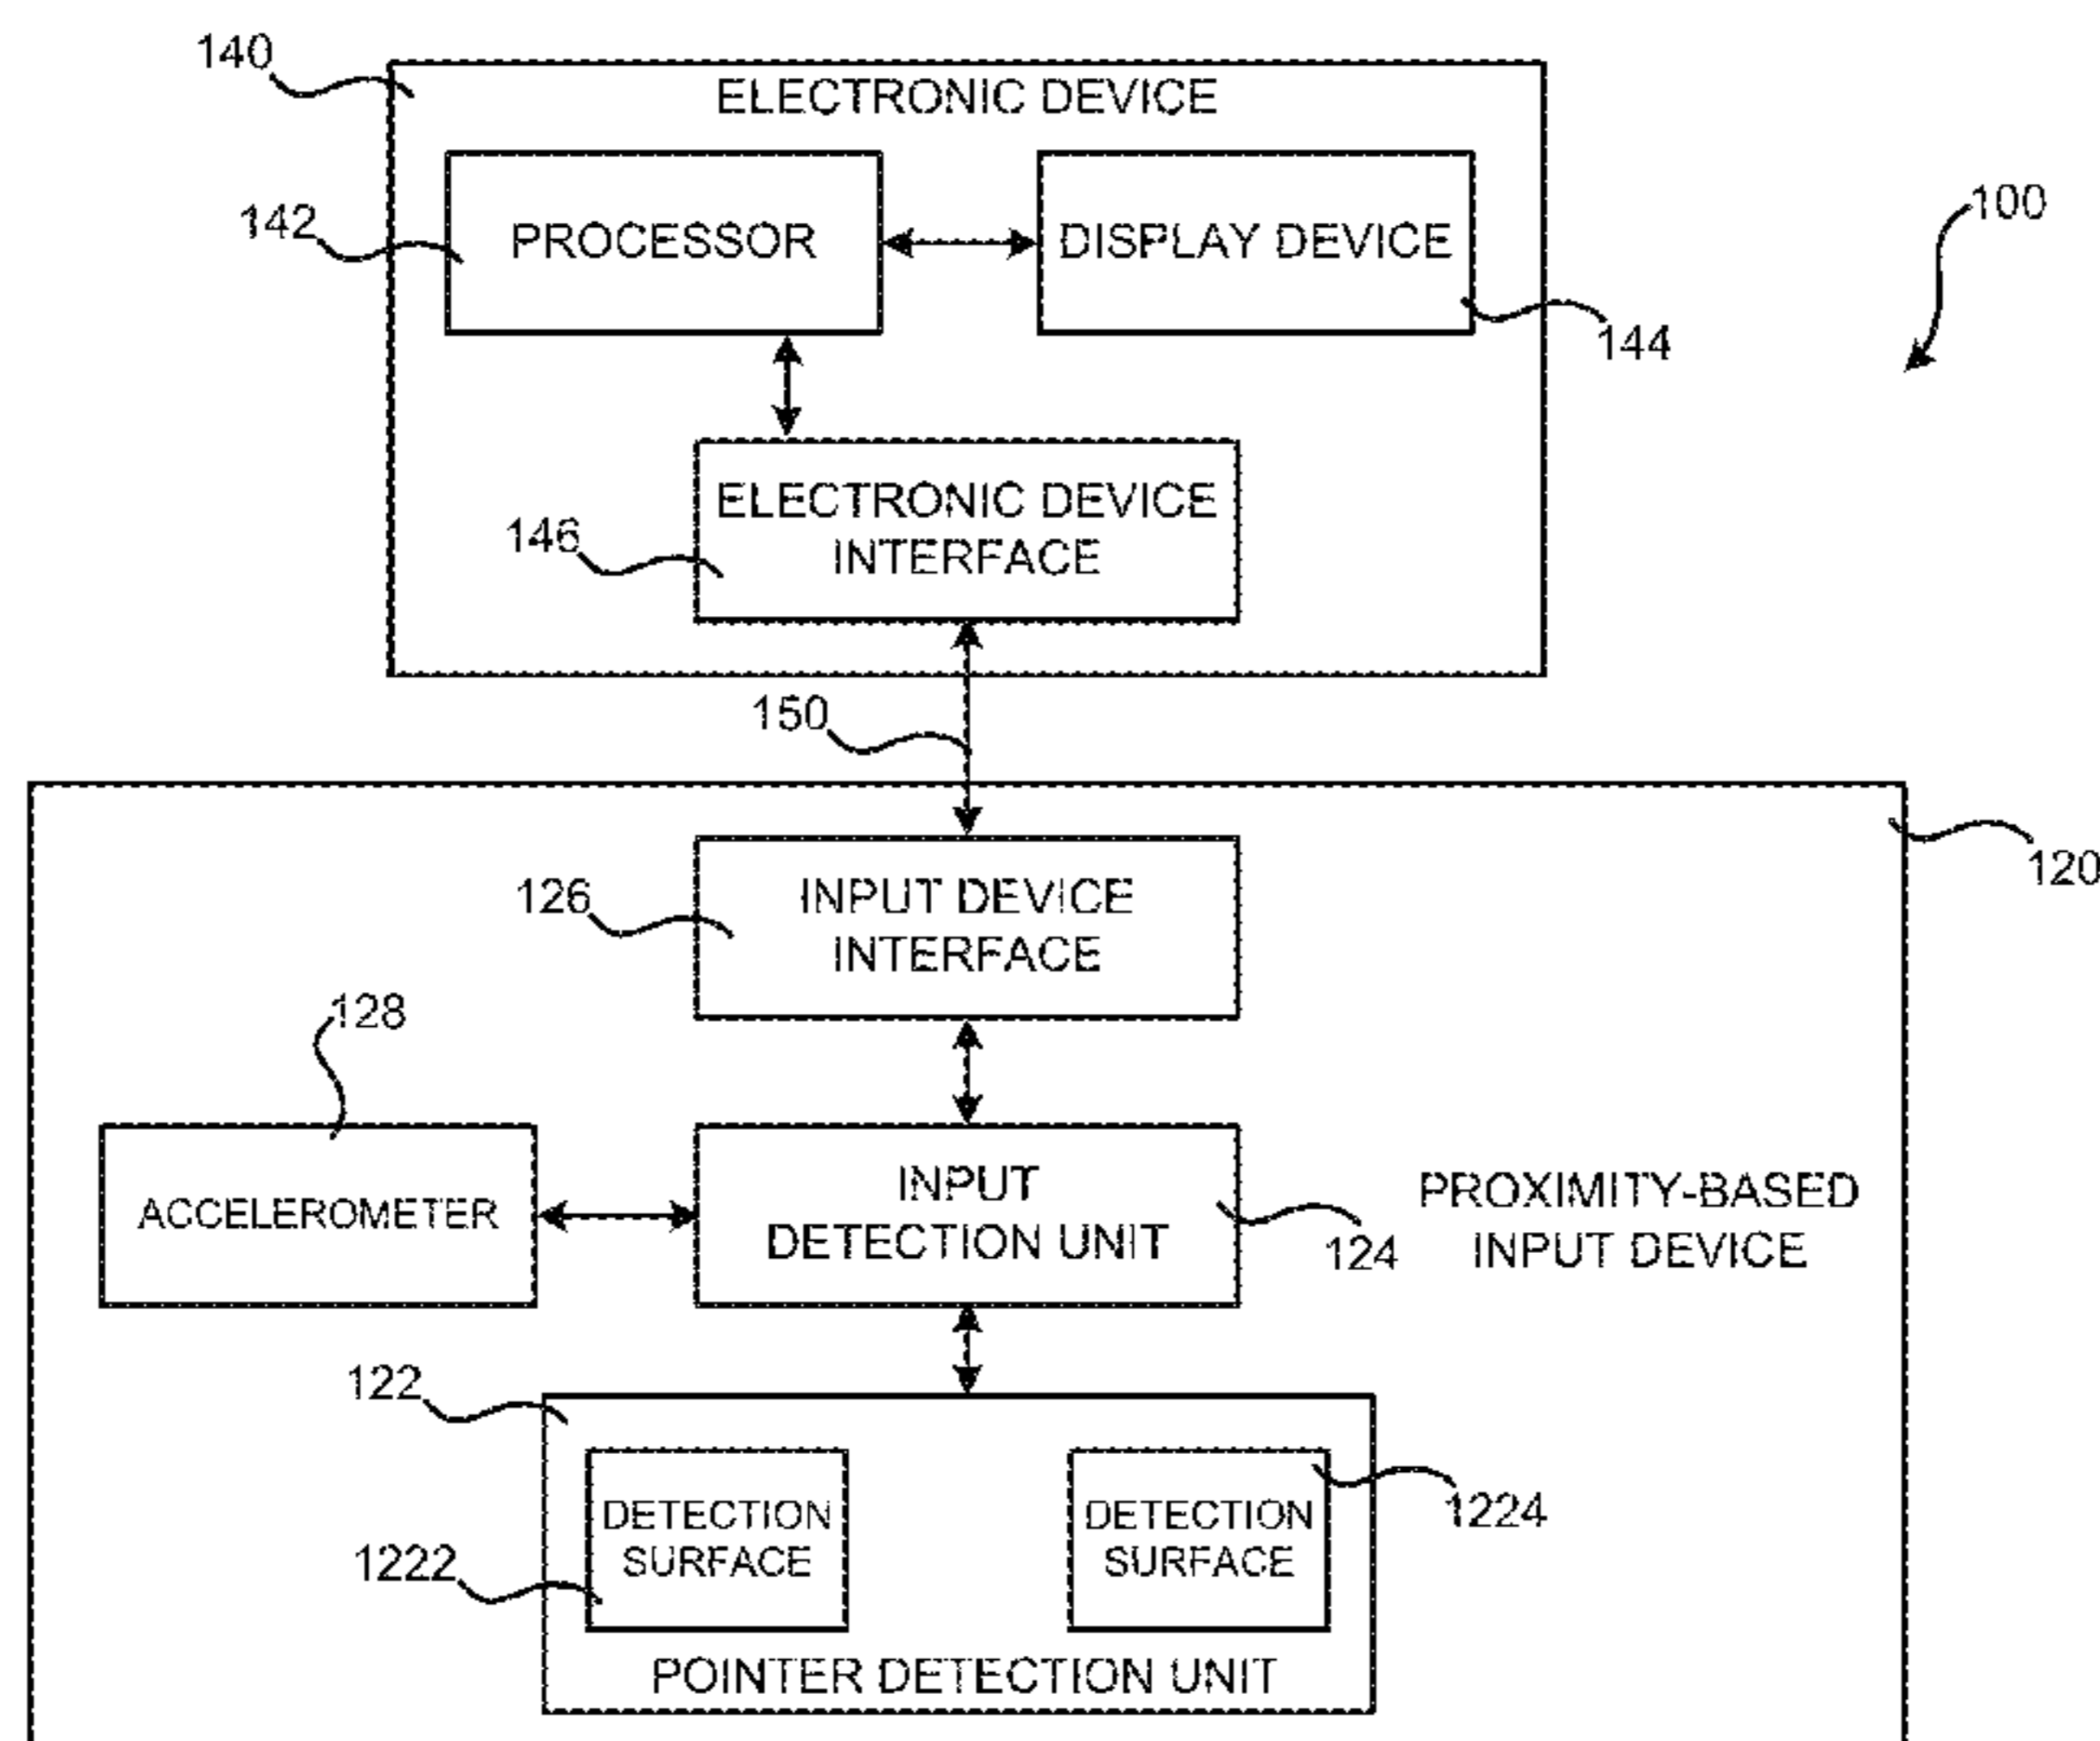 140
ELECTRONIC DEVICE
142
PROCESSOR
DISPLAY DEVICE
100
144
146
ELECTRONIC DEVICE
INTERFACE
150
120
126
INPUT DEVICE
INTERFACE
128
ACCELEROMETER
INPUT
DETECTION UNIT
124
PROXIMITY-BASED
INPUT DEVICE
122
DETECTION
SURFACE
1222
DETECTION
SURFACE
1224
POINTER DETECTION UNIT